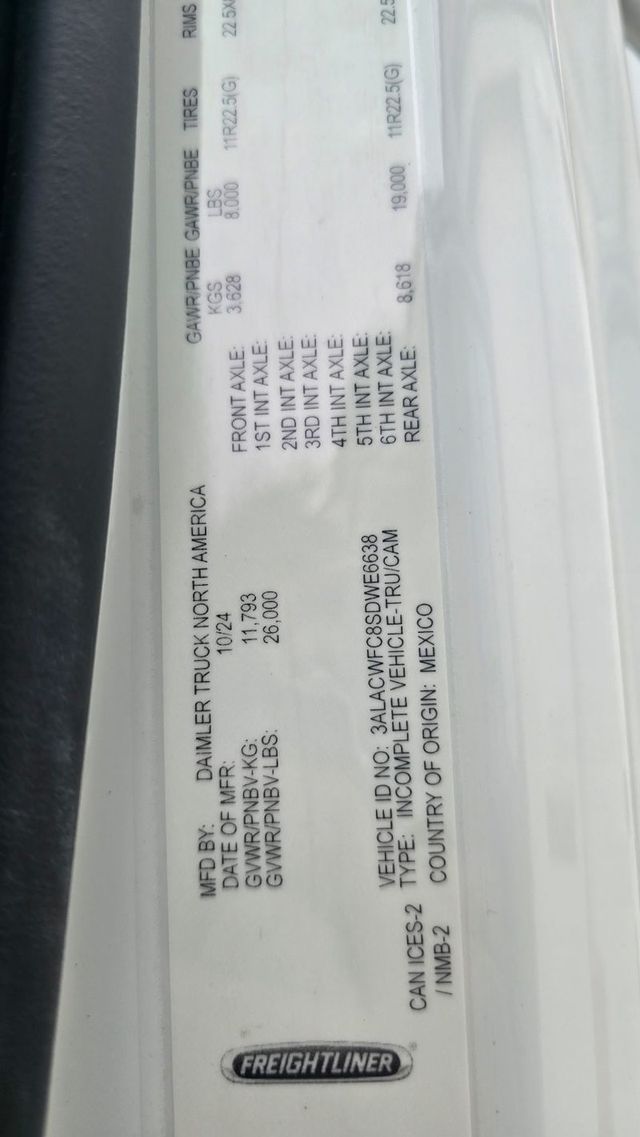 FREIGHTLINER
MFD BY: DAIMLER TRUCK NORTH AMERICA
DATE OF MFR: 10/24
GVWR/PNBV-KG: 11,793
GVWR/PNBV-LBS: 26,000
VEHICLE ID NO: 3ALACWFC8SDWE6638
CAN ICES-2 TYPE: INCOMPLETE VEHICLE-TRU/CAM
/ NMB-2 COUNTRY OF ORIGIN: MEXICO
GAWR/PNBE GAWR/PNBE TIRES RIMS
KGS LBS
FRONT AXLE: 3,628 8,000 11R22.5(G)
1ST INT AXLE:
2ND INT AXLE:
3RD INT AXLE:
4TH INT AXLE:
5TH INT AXLE:
6TH INT AXLE:
REAR AXLE: 8,618 19,000 11R22.5(G)